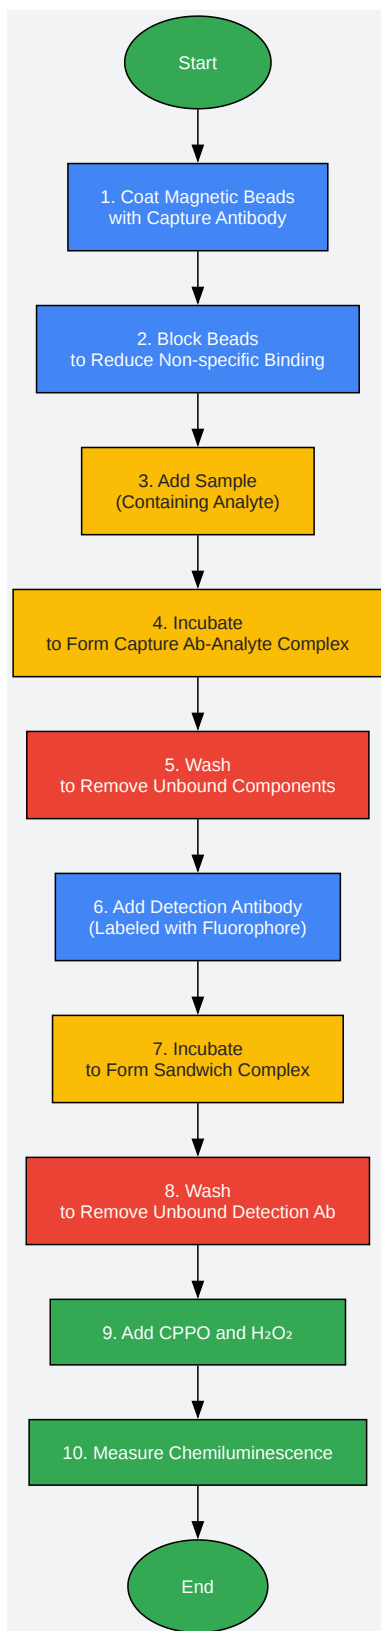 Start
1. Coat Magnetic Beads
with Capture Antibody
2. Block Beads
to Reduce Non-specific Binding
3. Add Sample
(Containing Analyte)
4. Incubate
to Form Capture Ab-Analyte Complex
5. Wash
to Remove Unbound Components
6. Add Detection Antibody
(Labeled with Fluorophore)
7. Incubate
to Form Sandwich Complex
8. Wash
to Remove Unbound Detection Ab
9. Add CPPO and H₂O₂
10. Measure Chemiluminescence
End